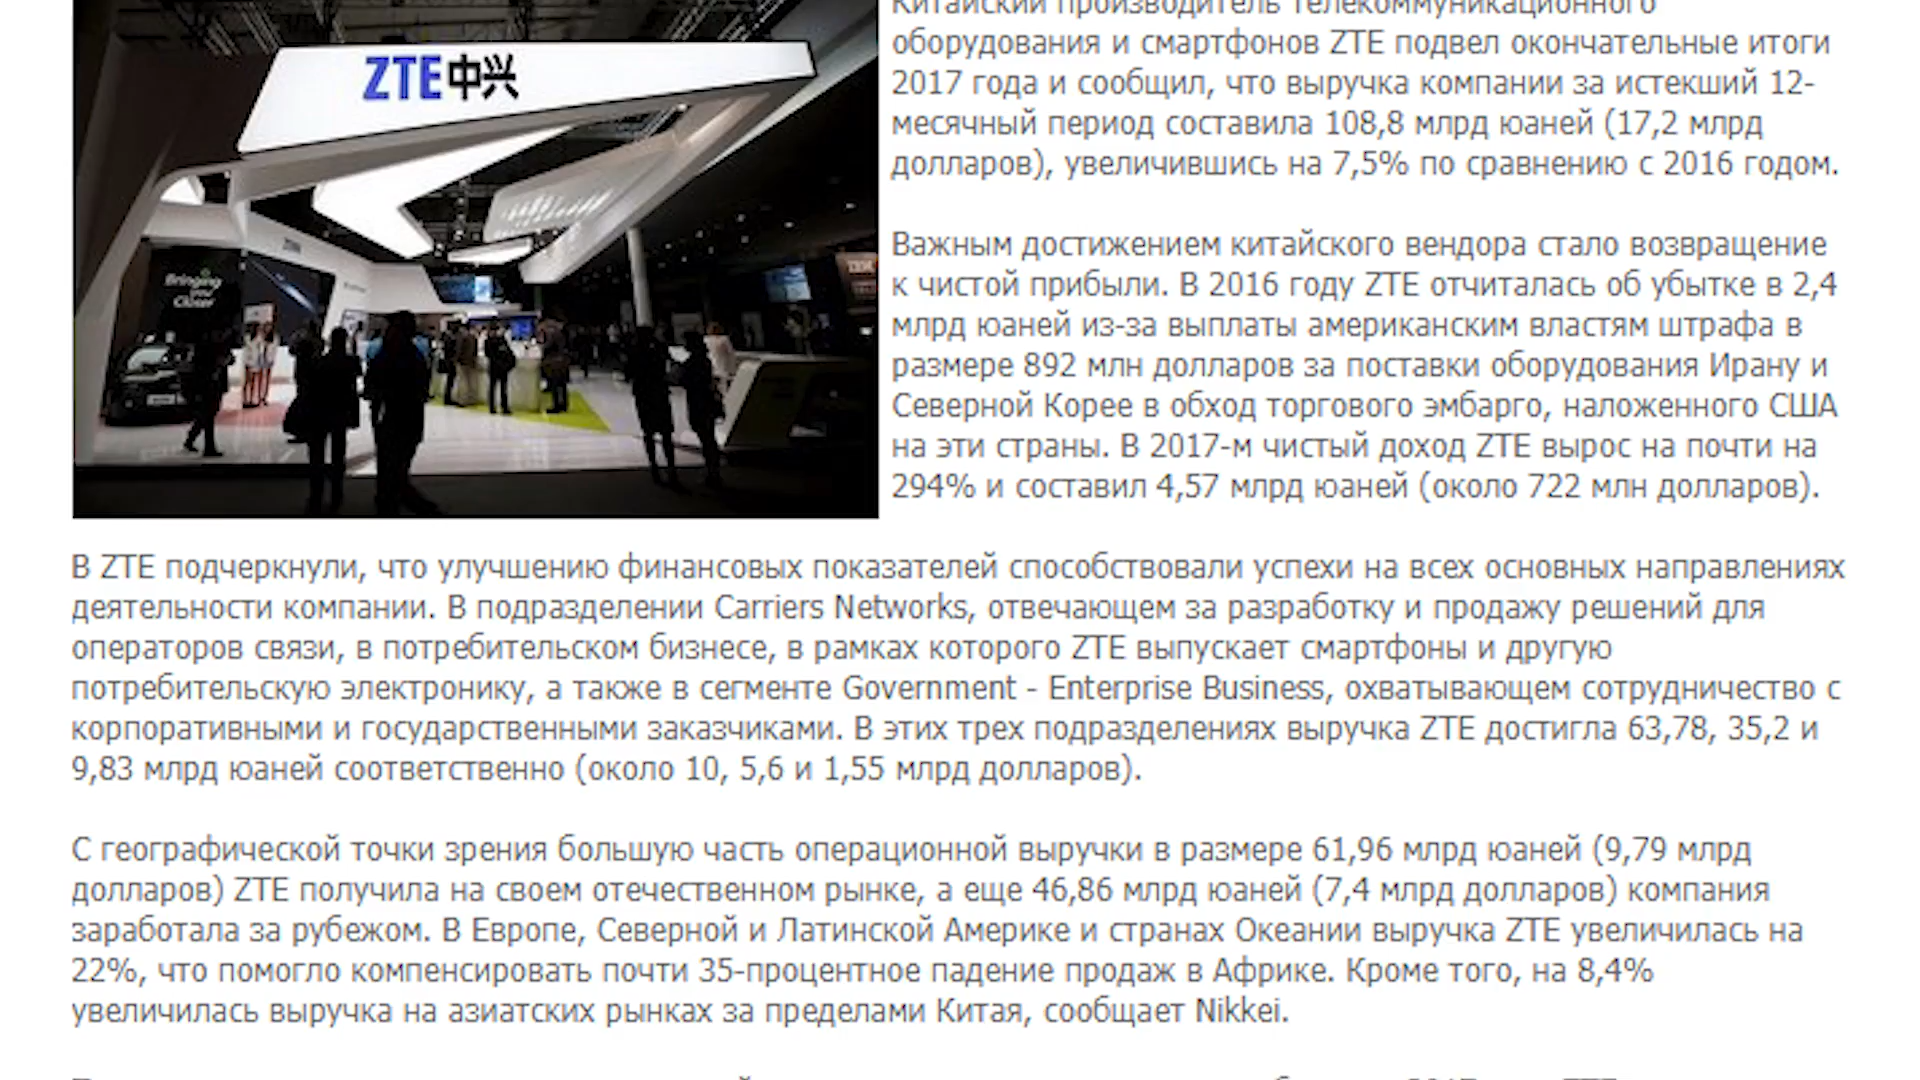 ZTE中兴
Bringing
you
Closer
Китайский производитель телекоммуникационного
оборудования и смартфонов ZTE подвел окончательные итоги
2017 года и сообщил, что выручка компании за истекший 12-
месячный период составила 108,8 млрд юаней (17,2 млрд
долларов), увеличившись на 7,5% по сравнению с 2016 годом.
Важным достижением китайского вендора стало возвращение
к чистой прибыли. В 2016 году ZTE отчиталась об убытке в 2,4
млрд юаней из-за выплаты американским властям штрафа в
размере 892 млн долларов за поставки оборудования Ирану и
Северной Корее в обход торгового эмбарго, наложенного США
на эти страны. В 2017-м чистый доход ZTE вырос на почти на
294% и составил 4,57 млрд юаней (около 722 млн долларов).
В ZTE подчеркнули, что улучшению финансовых показателей способствовали успехи на всех основных направлениях
деятельности компании. В подразделении Carriers Networks, отвечающем за разработку и продажу решений для
операторов связи, в потребительском бизнесе, в рамках которого ZTE выпускает смартфоны и другую
потребительскую электронику, а также в сегменте Government - Enterprise Business, охватывающем сотрудничество с
корпоративными и государственными заказчиками. В этих трех подразделениях выручка ZTE достигла 63,78, 35,2 и
9,83 млрд юаней соответственно (около 10, 5,6 и 1,55 млрд долларов).
С географической точки зрения большую часть операционной выручки в размере 61,96 млрд юаней (9,79 млрд
долларов) ZTE получила на своем отечественном рынке, а еще 46,86 млрд юаней (7,4 млрд долларов) компания
заработала за рубежом. В Европе, Северной и Латинской Америке и странах Океании выручка ZTE увеличилась на
22%, что помогло компенсировать почти 35-процентное падение продаж в Африке. Кроме того, на 8,4%
увеличилась выручка на азиатских рынках за пределами Китая, сообщает Nikkei.